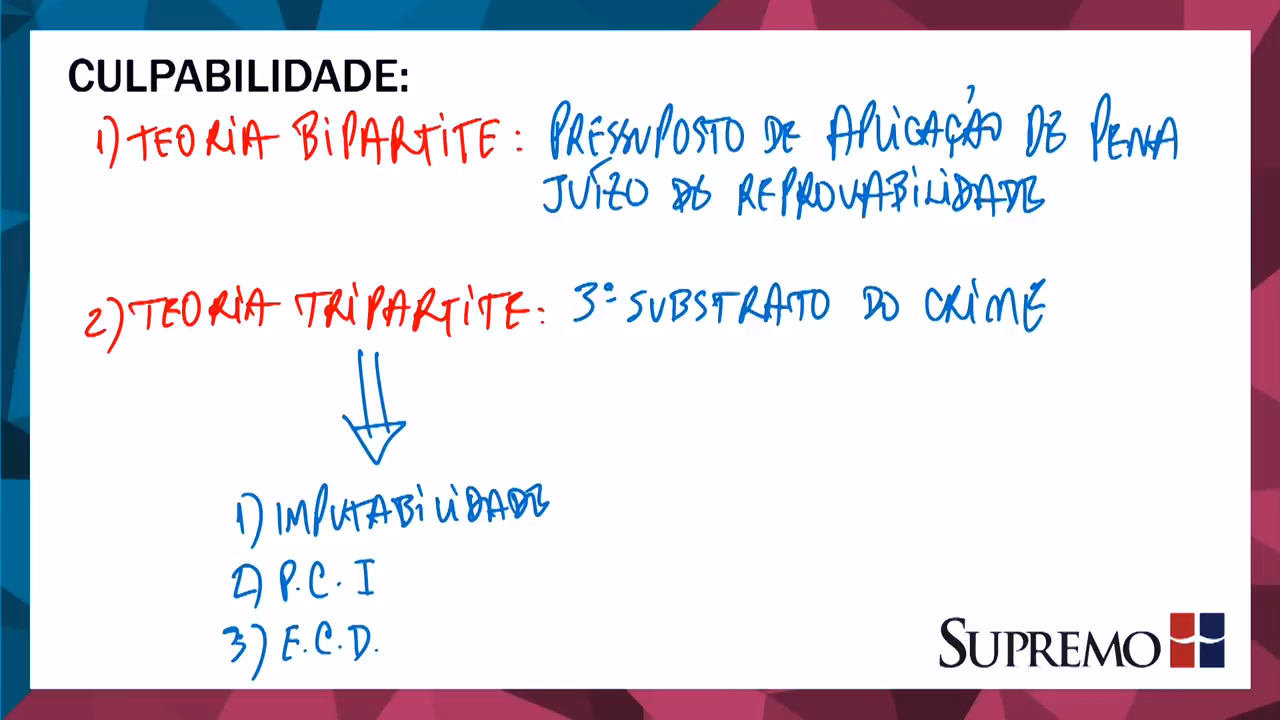 CULPABILIDADE:
1) TEORIA BIPARTITE: PRESSUPOSTO DE APLICAÇÃO DE PENA
JUÍZO DE REPROVABILIDADE
2) TEORIA TRIPARTITE: 3º SUBSTRATO DO CRIME
1) IMPUTABILIDADE
2) P.C.I
3) E.C.D.
SUPREMO